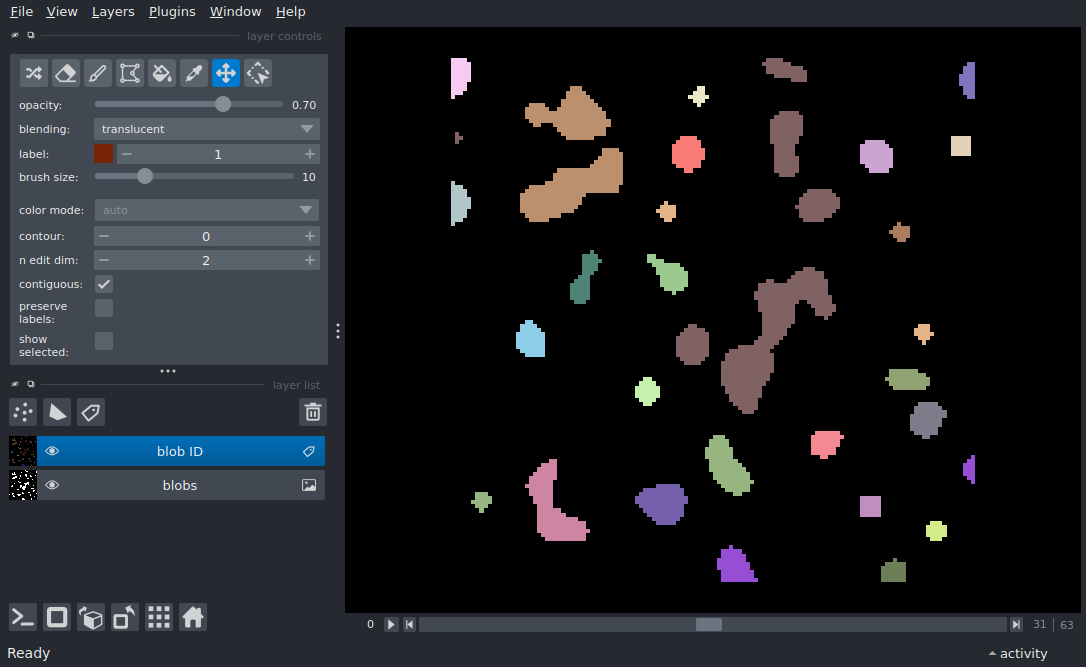 File View Layers Plugins Window Help
layer controls
opacity: 0.70
blending: translucent
label: 1
brush size: 10
color mode: auto
contour: 0
n edit dim: 2
contiguous:
preserve
labels:
show
selected:
layer list
blob ID
blobs
0 31 63
Ready activity